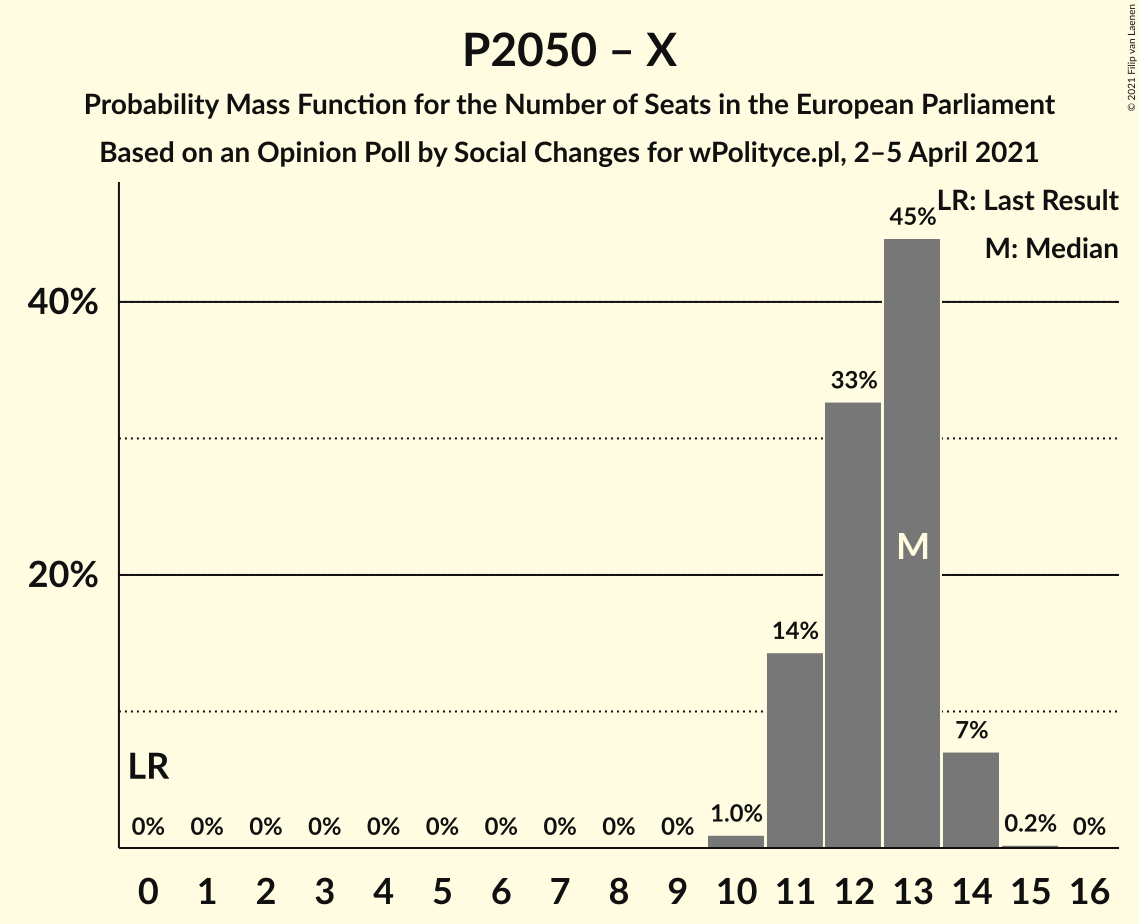 P2050 – X
Probability Mass Function for the Number of Seats in the European Parliament
Based on an Opinion Poll by Social Changes for wPolityce.pl, 2–5 April 2021
© 2021 Filip van Laenen
LR: Last Result
M: Median
40%
20%
LR
0% 0% 0% 0% 0% 0% 0% 0% 0% 0% 1.0% 14% 33% 45% 7% 0.2% 0%
M
0 1 2 3 4 5 6 7 8 9 10 11 12 13 14 15 16